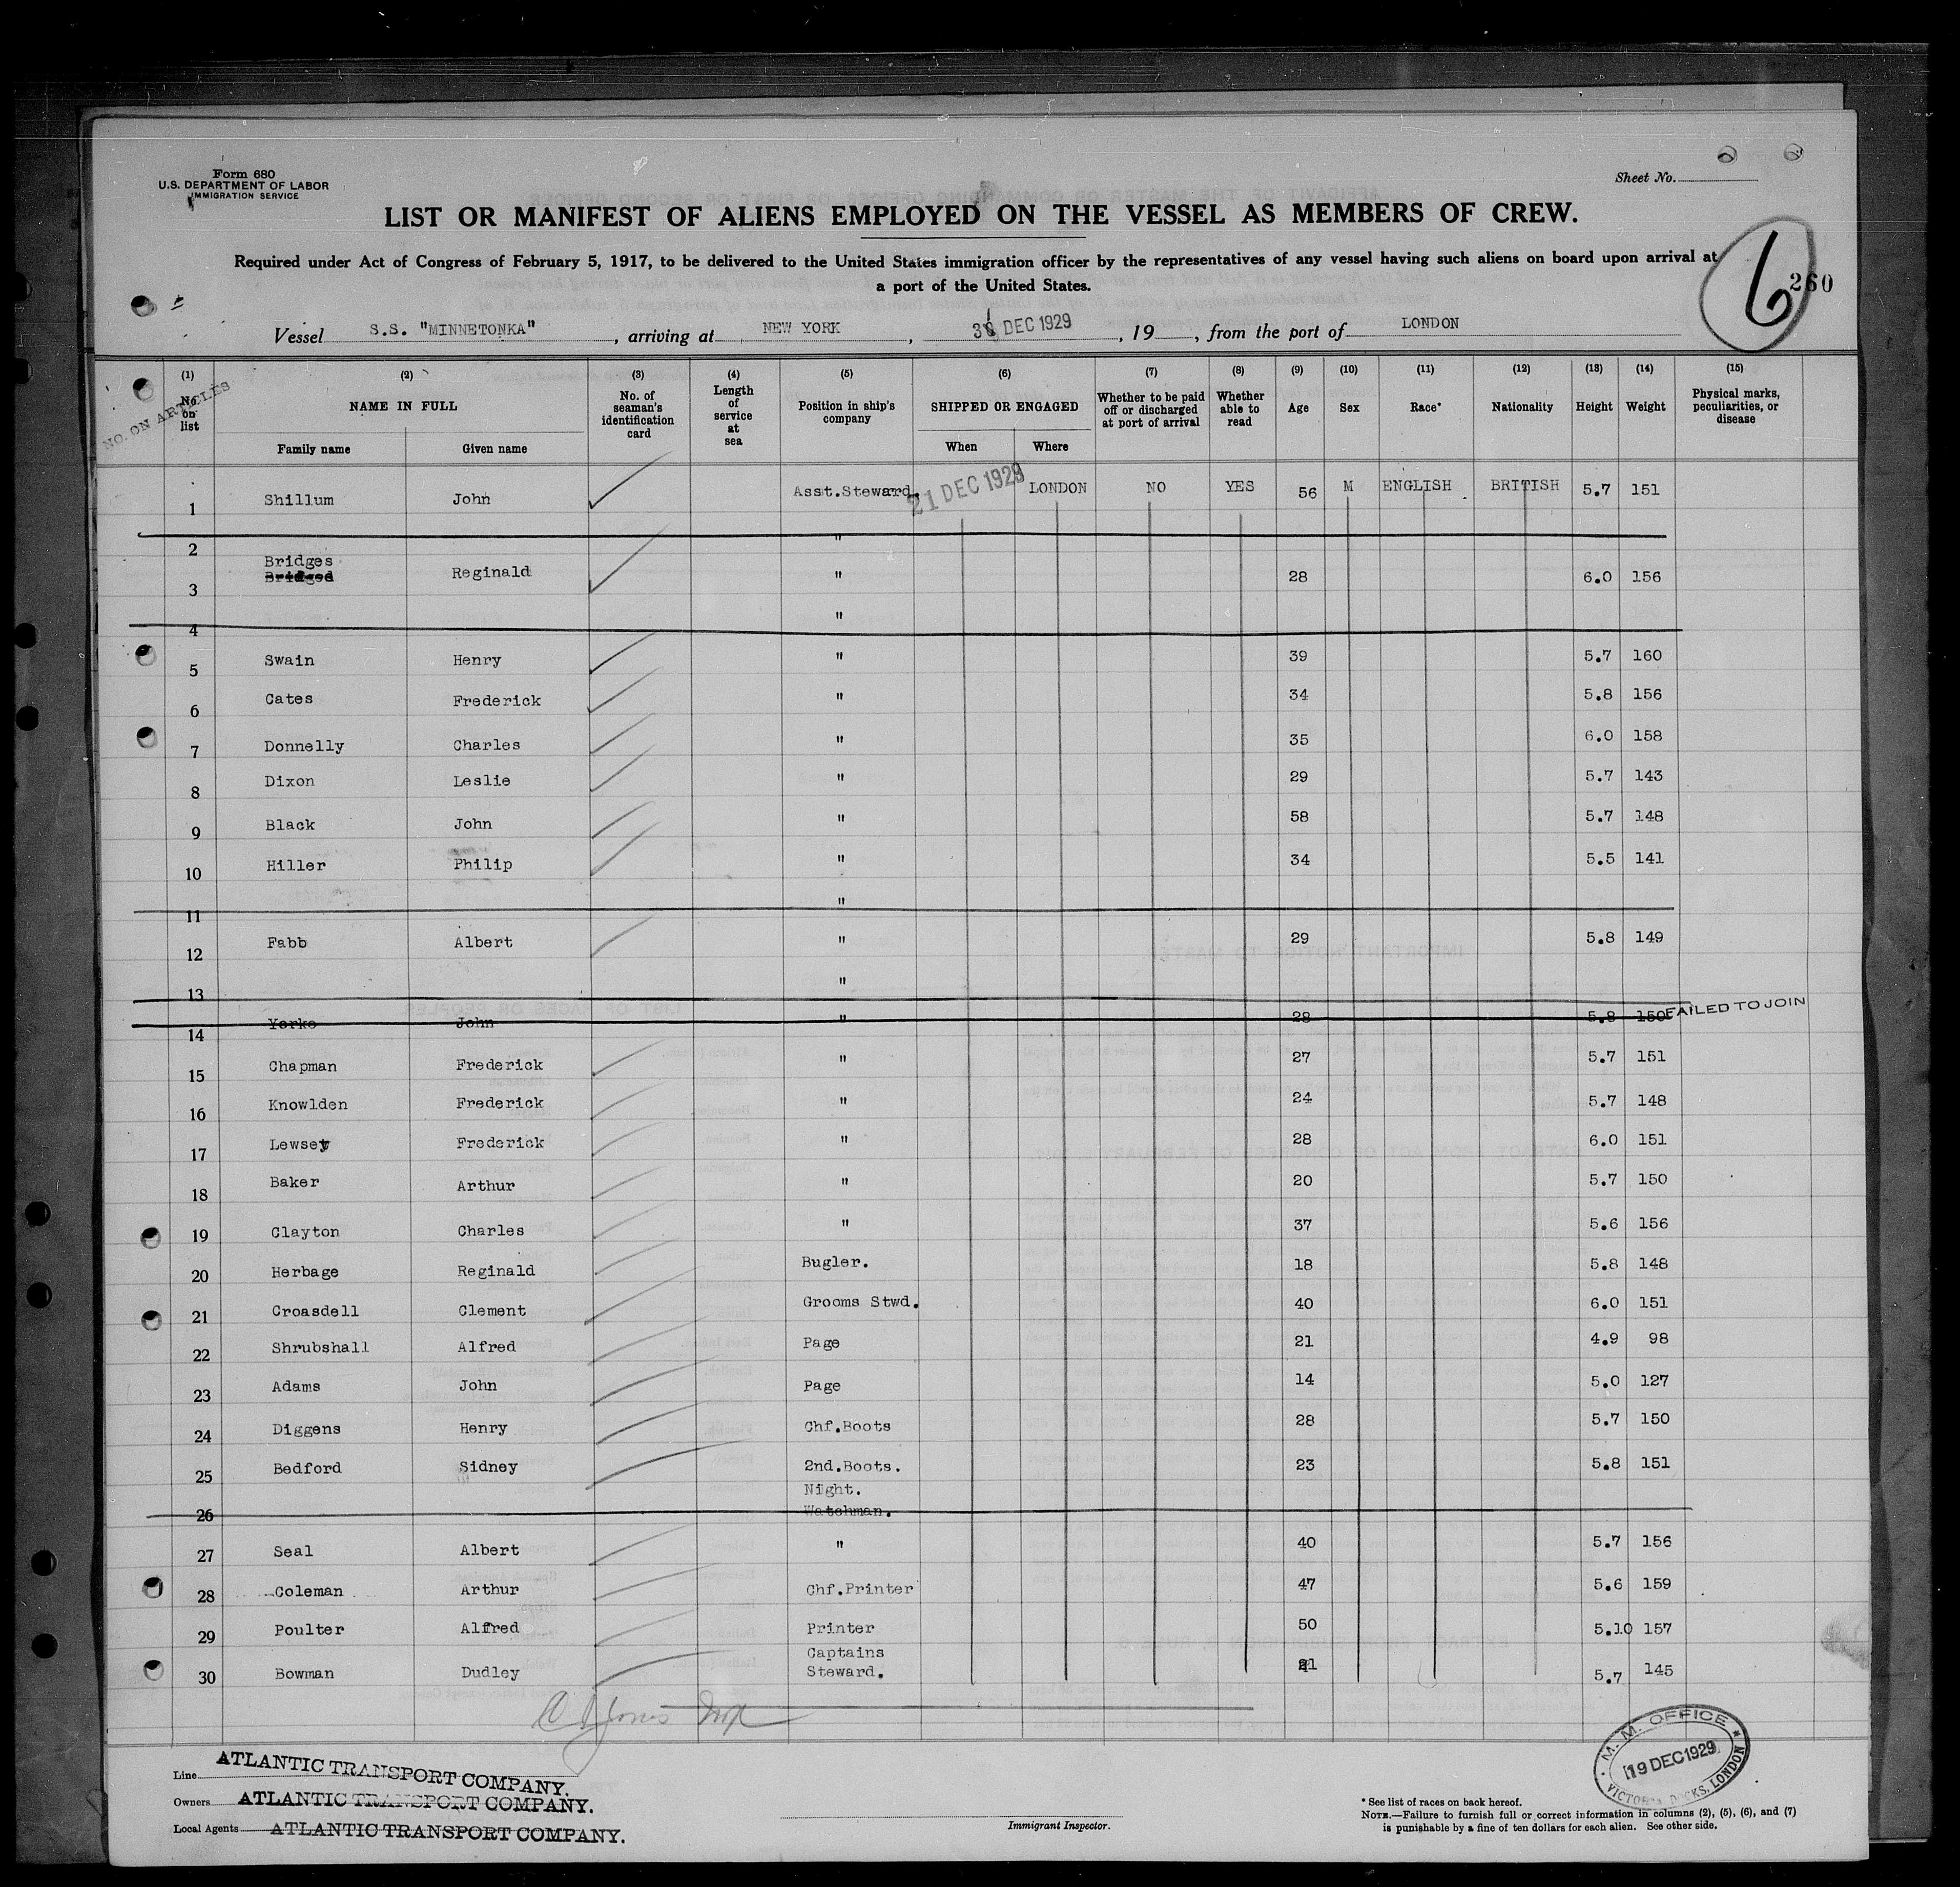 Form 680
U.S. DEPARTMENT OF LABOR
IMMIGRATION SERVICE
Sheet No.
LIST OR MANIFEST OF ALIENS EMPLOYED ON THE VESSEL AS MEMBERS OF CREW.
Required under Act of Congress of February 5, 1917, to be delivered to the United States immigration officer by the representatives of any vessel having such aliens on board upon arrival at
a port of the United States.
6
260
Vessel S.S. "MINNETONKA", arriving at NEW YORK, DEC 1929, 19, from the port of LONDON
NO. ON ARTICLES
(1) No. on list (2) NAME IN FULL Family name Given name (3) No. of seaman's identification card (4) Length of service at sea (5) Position in ship's company (6) SHIPPED OR ENGAGED When Where (7) Whether to be paid off or discharged at port of arrival (8) Whether able to read (9) Age (10) Sex (11) Race* (12) Nationality (13) Height (14) Weight (15) Physical marks, peculiarities, or disease
1 Shillum John Asst.Steward. 21 DEC 1929 LONDON NO YES 56 M ENGLISH BRITISH 5.7 151
2 "
3 Bridges Bridged Reginald " 28 6.0 156
4 "
5 Swain Henry " 39 5.7 160
6 Cates Frederick " 34 5.8 156
7 Donnelly Charles " 35 6.0 158
8 Dixon Leslie " 29 5.7 143
9 Black John " 58 5.7 148
10 Hiller Philip " 34 5.5 141
11 "
12 Fabb Albert " 29 5.8 149
13 "
14 Yorke John " 28 5.8 150 FAILED TO JOIN
15 Chapman Frederick " 27 5.7 151
16 Knowlden Frederick " 24 5.7 148
17 Lewsey Frederick " 28 6.0 151
18 Baker Arthur " 20 5.7 150
19 Clayton Charles " 37 5.6 156
20 Herbage Reginald Bugler. 18 5.8 148
21 Croasdell Clement Grooms Stwd. 40 6.0 151
22 Shrubshall Alfred Page 21 4.9 98
23 Adams John Page 14 5.0 127
24 Diggens Henry Chf.Boots 28 5.7 150
25 Bedford Sidney 2nd.Boots. 23 5.8 151
26 Night. Watchman.
27 Seal Albert " 40 5.7 156
28 Coleman Arthur Chf.Printer 47 5.6 159
29 Poulter Alfred Printer 50 5.10 157
30 Bowman Dudley Captains Steward. 21 5.7 145
Line ATLANTIC TRANSPORT COMPANY.
Owners ATLANTIC TRANSPORT COMPANY.
Local Agents ATLANTIC TRANSPORT COMPANY.
Immigrant Inspector.
M. M. OFFICE
19 DEC 1929
VICTORIA DOCKS, LONDON
* See list of races on back hereof.
NOTE.—Failure to furnish full or correct information in columns (2), (5), (6), and (7)
is punishable by a fine of ten dollars for each alien. See other side.